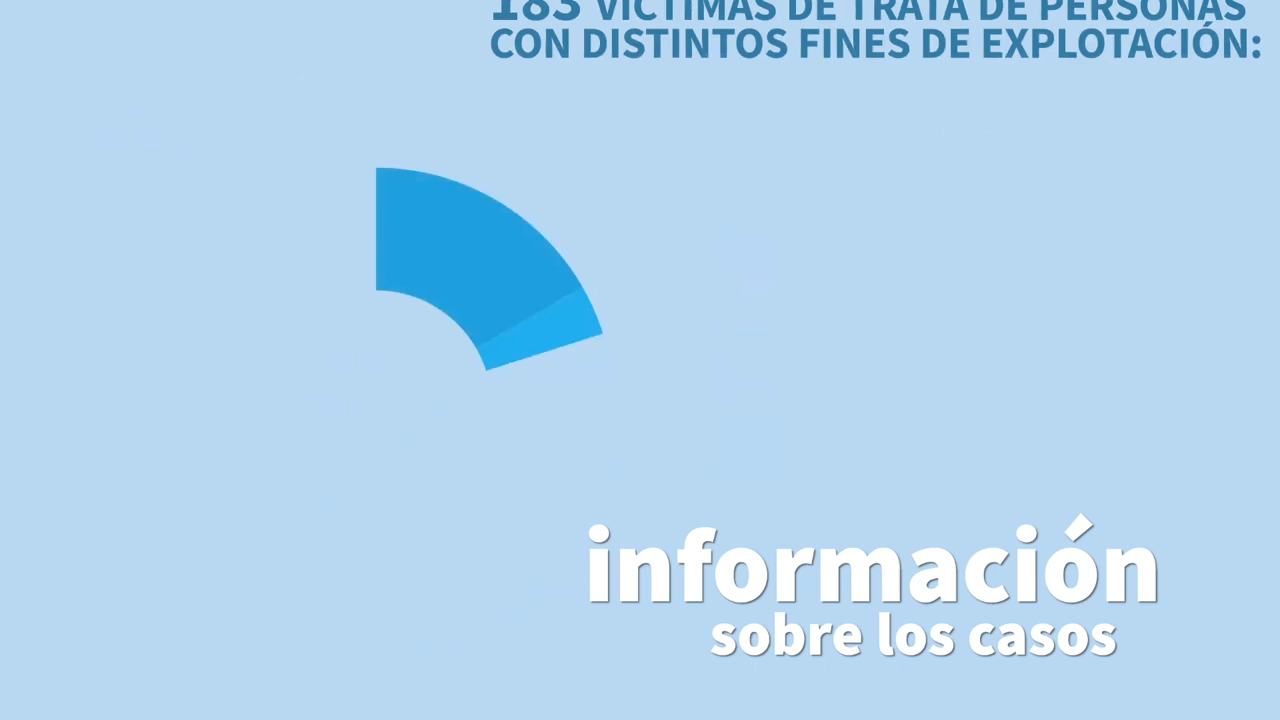 183 VÍCTIMAS DE TRATA DE PERSONAS
CON DISTINTOS FINES DE EXPLOTACIÓN:
información
sobre los casos